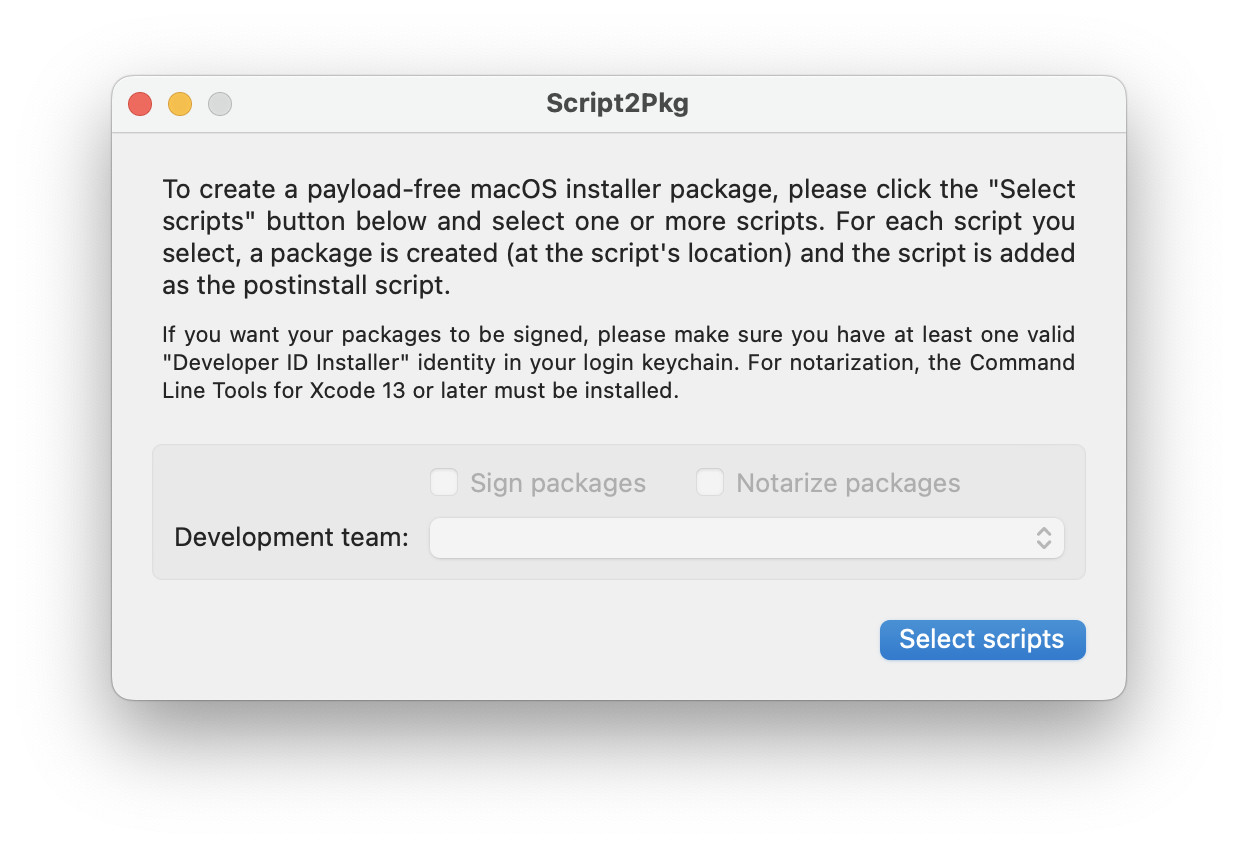 Script2Pkg
To create a payload-free macOS installer package, please click the "Select
scripts" button below and select one or more scripts. For each script you
select, a package is created (at the script's location) and the script is added
as the postinstall script.
If you want your packages to be signed, please make sure you have at least one valid
"Developer ID Installer" identity in your login keychain. For notarization, the Command
Line Tools for Xcode 13 or later must be installed.
Sign packages Notarize packages
Development team:
Select scripts